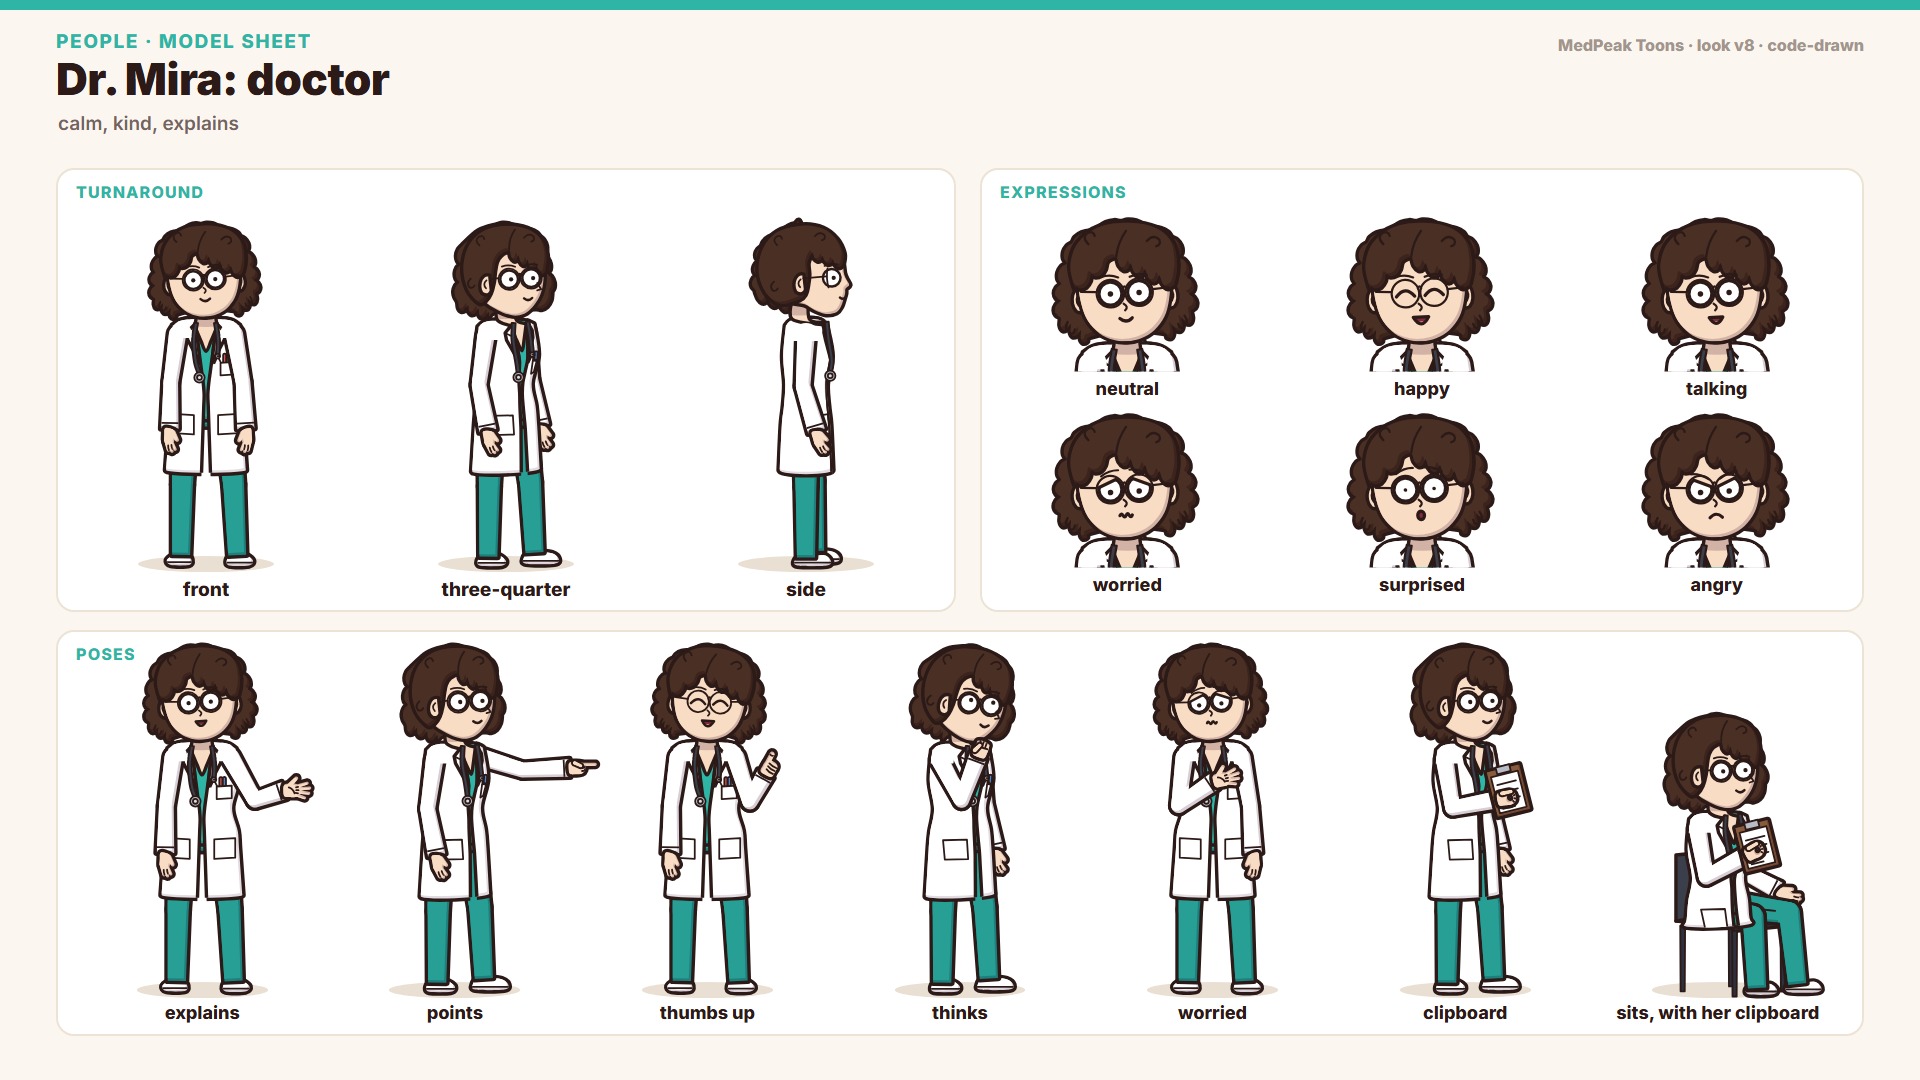 PEOPLE · MODEL SHEET
Dr. Mira: doctor
calm, kind, explains
MedPeak Toons · look v8 · code-drawn
TURNAROUND
front
three-quarter
side
EXPRESSIONS
neutral
happy
talking
worried
surprised
angry
POSES
explains
points
thumbs up
thinks
worried
clipboard
sits, with her clipboard